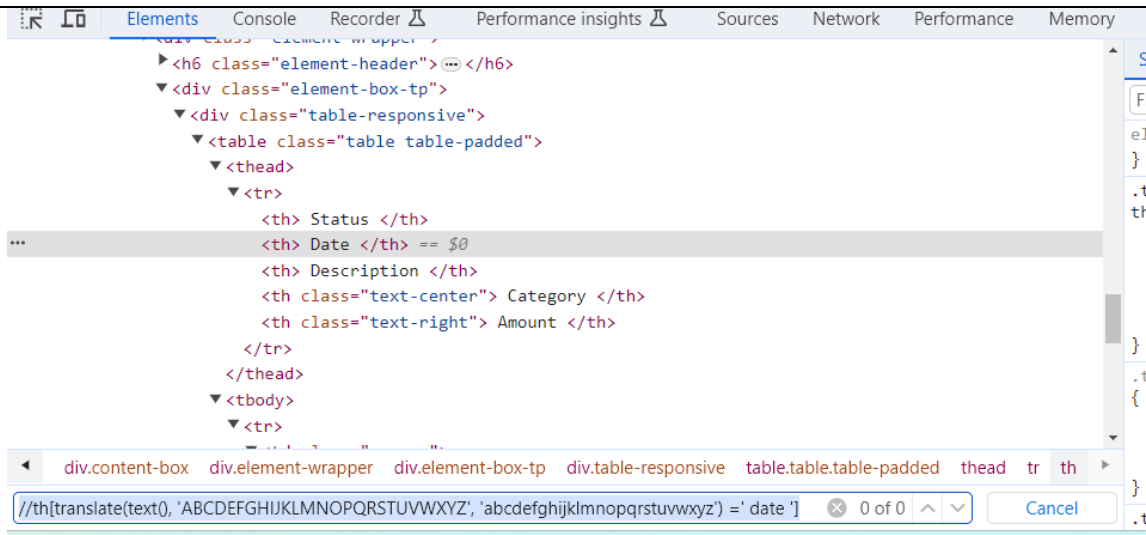 Elements Console Recorder Performance insights Sources Network Performance Memory
<h6 class="element-header"> ••• </h6>
<div class="element-box-tp">
<div class="table-responsive">
<table class="table table-padded">
<thead>
<tr>
<th> Status </th>
••• <th> Date </th> == $0
<th> Description </th>
<th class="text-center"> Category </th>
<th class="text-right"> Amount </th>
</tr>
</thead>
<tbody>
<tr>
div.content-box div.element-wrapper div.element-box-tp div.table-responsive table.table.table-padded thead tr th
//th[translate(text(), 'ABCDEFGHIJKLMNOPQRSTUVWXYZ', 'abcdefghijklmnopqrstuvwxyz') =' date '] 0 of 0 Cancel